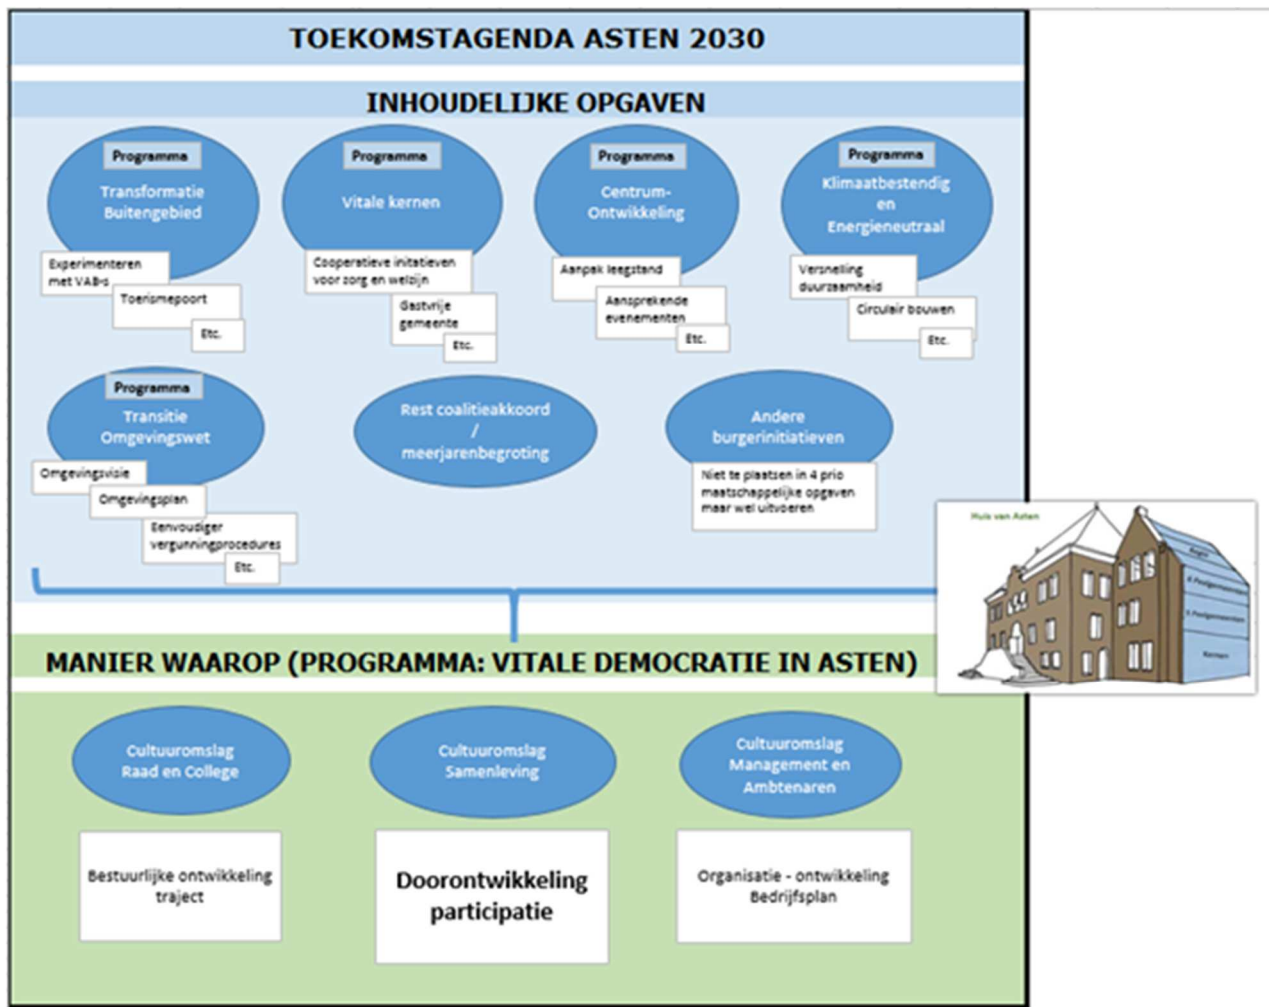 TOEKOMSTAGENDA ASTEN 2030
INHOUDELIJKE OPGAVEN
Programma
Transformatie
Buitengebied
Experimenteren
met VAB-s
Toerismepoort
Etc.
Programma
Vitale kernen
Cooperatieve initatieven
voor zorg en welzijn
Gastvrije
gemeente
Etc.
Programma
Centrum-
Ontwikkeling
Aanpak leegstand
Aansprekende
evenementen
Etc.
Programma
Klimaatbestendig
en
Energieneutraal
Versnelling
duurzaamheid
Circulair bouwen
Etc.
Programma
Transitie
Omgevingswet
Omgevingsvisie
Omgevingsplan
Eenvoudiger
vergunningprocedures
Etc.
Rest coalitieakkoord
/
meerjarenbegroting
Andere
burgerinitiatieven
Niet te plaatsen in 4 prio
maatschappelijke opgaven
maar wel uitvoeren
Huis van Asten
Kernen
MANIER WAAROP (PROGRAMMA: VITALE DEMOCRATIE IN ASTEN)
Cultuuromslag
Raad en College
Bestuurlijke ontwikkeling
traject
Cultuuromslag
Samenleving
Doorontwikkeling
participatie
Cultuuromslag
Management en
Ambtenaren
Organisatie - ontwikkeling
Bedrijfsplan